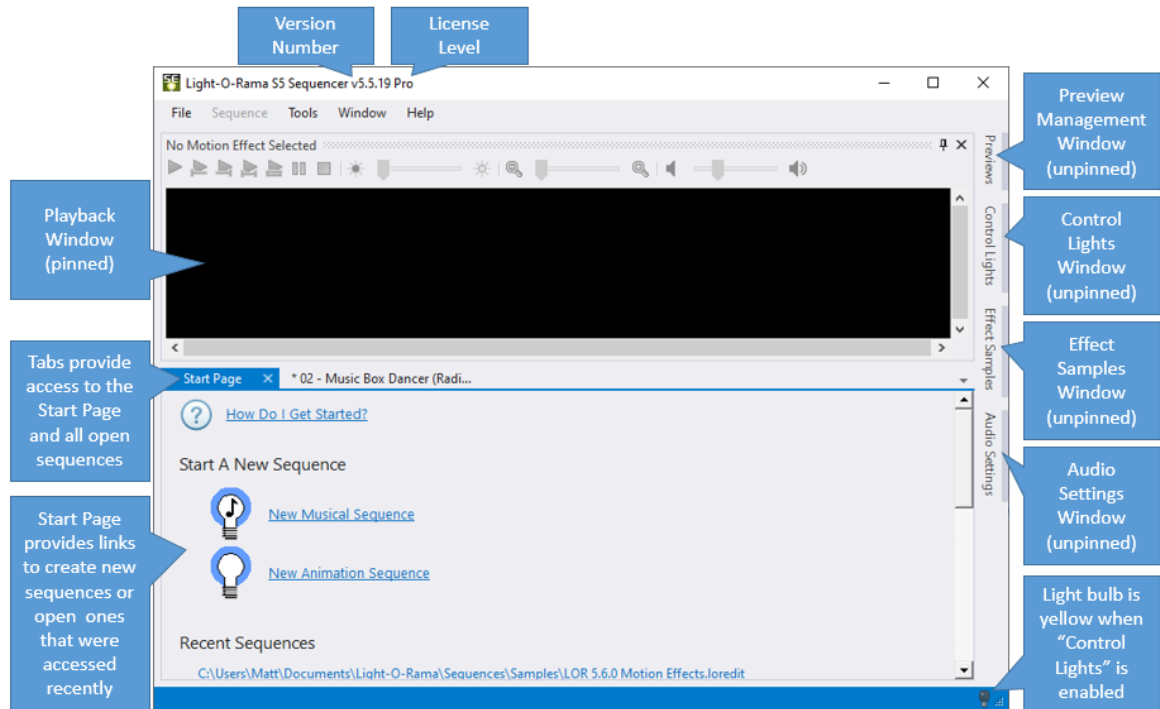 Version
Number
License
Level
Light-O-Rama S5 Sequencer v5.5.19 Pro
File Sequence Tools Window Help
No Motion Effect Selected
Previews
Control Lights
Effect Samples
Audio Settings
Preview
Management
Window
(unpinned)
Playback
Window
(pinned)
Control
Lights
Window
(unpinned)
Effect
Samples
Window
(unpinned)
Tabs provide
access to the
Start Page
and all open
sequences
Start Page
* 02 - Music Box Dancer (Radi...
How Do I Get Started?
Start A New Sequence
New Musical Sequence
New Animation Sequence
Recent Sequences
C:\Users\Matt\Documents\Light-O-Rama\Sequences\Samples\LOR 5.6.0 Motion Effects.loredit
Audio
Settings
Window
(unpinned)
Start Page
provides links
to create new
sequences or
open ones
that were
accessed
recently
Light bulb is
yellow when
“Control
Lights” is
enabled